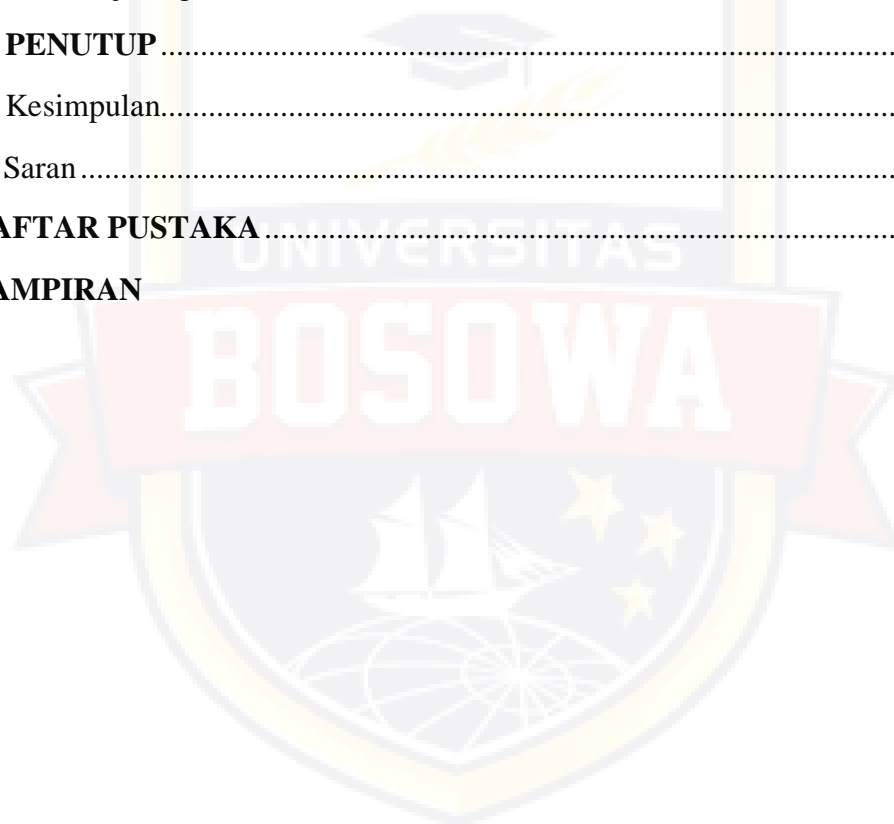 PENUTUP ........................................................................................................
Kesimpulan........................................................................................................
Saran ........................................................................................................
AFTAR PUSTAKA ........................................................................................................
AMPIRAN
UNIVERSITAS
BOSOWA